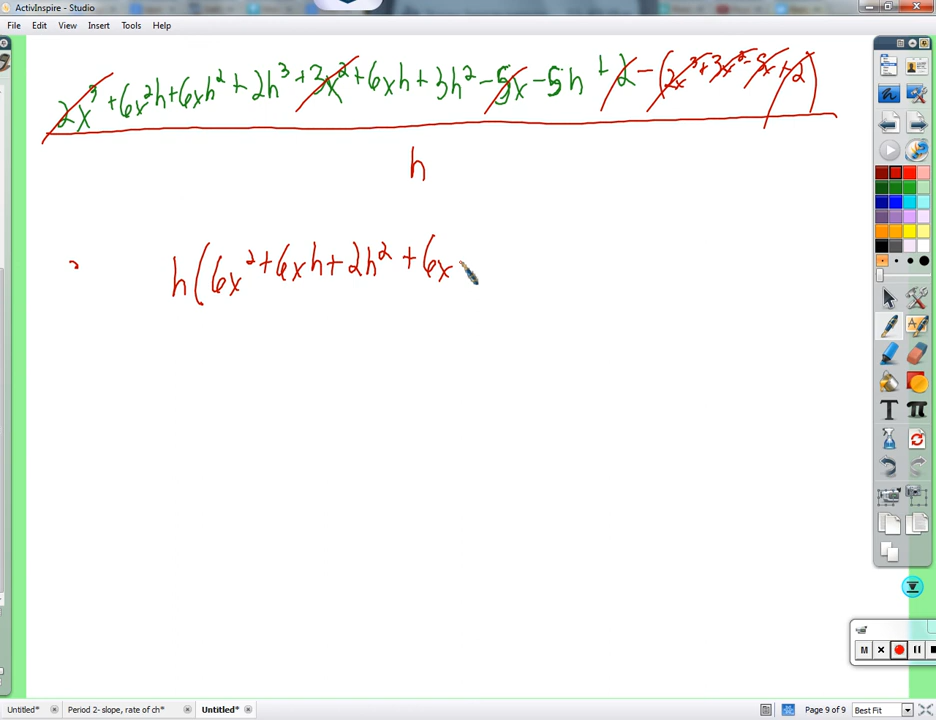 ActivInspire - Studio
File Edit View Insert Tools Help
2x³ + 6x²h + 6xh² + 2h³ + 3x² + 6xh + 3h² - 5x - 5h + 2 - (2x³ + 3x² - 5x + 2)
h
h(6x² + 6xh + 2h² + 6x
M
Untitled* Period 2- slope, rate of ch* Untitled* Page 9 of 9 Best Fit